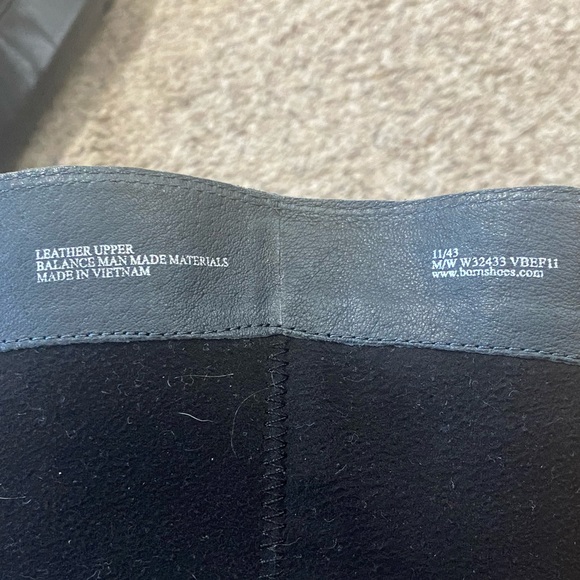 LEATHER UPPER
BALANCE MAN MADE MATERIALS
MADE IN VIETNAM
11/43
M/W W32433 VBEF11
www.bornshoes.com